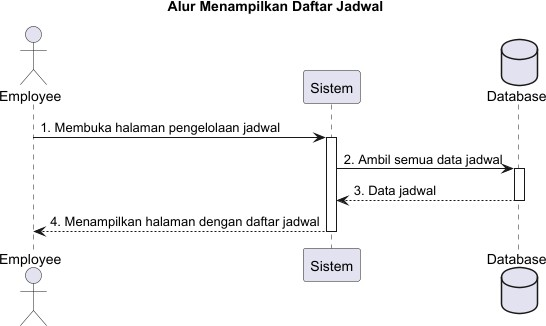 Alur Menampilkan Daftar Jadwal
Employee
Sistem
Database
1. Membuka halaman pengelolaan jadwal
2. Ambil semua data jadwal
3. Data jadwal
4. Menampilkan halaman dengan daftar jadwal
Employee
Sistem
Database